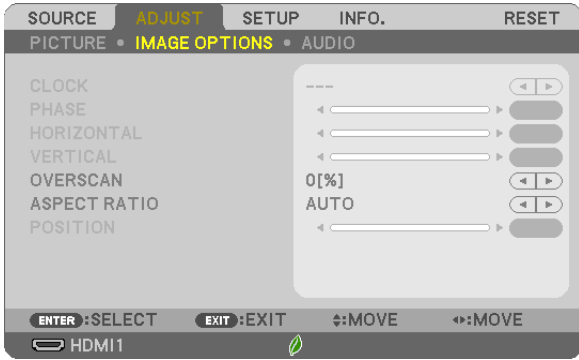 SOURCE ADJUST SETUP INFO. RESET
PICTURE • IMAGE OPTIONS • AUDIO
CLOCK ---
PHASE
HORIZONTAL
VERTICAL
OVERSCAN 0[%]
ASPECT RATIO AUTO
POSITION
ENTER :SELECT EXIT :EXIT :MOVE :MOVE
HDMI1